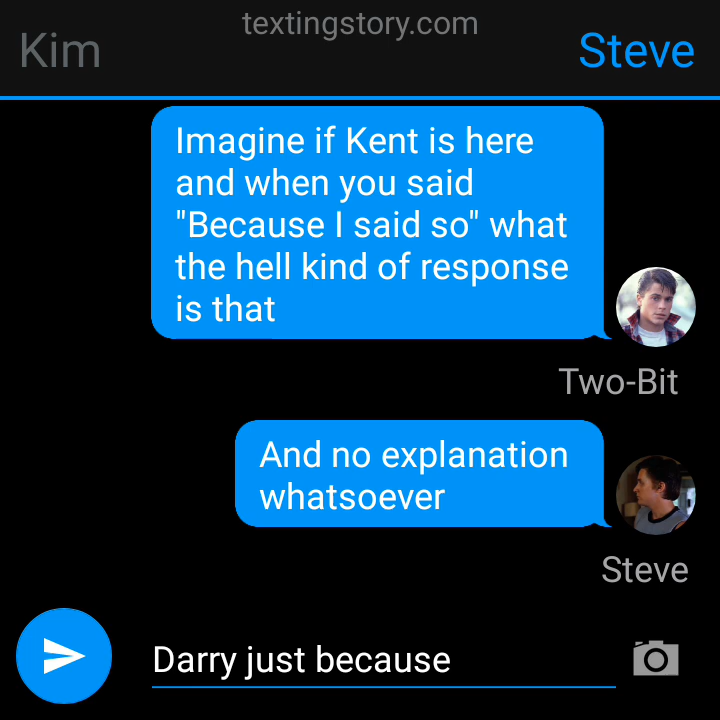 textingstory.com
Kim
Steve
Imagine if Kent is here
and when you said
"Because I said so" what
the hell kind of response
is that
Two-Bit
And no explanation
whatsoever
Steve
Darry just because